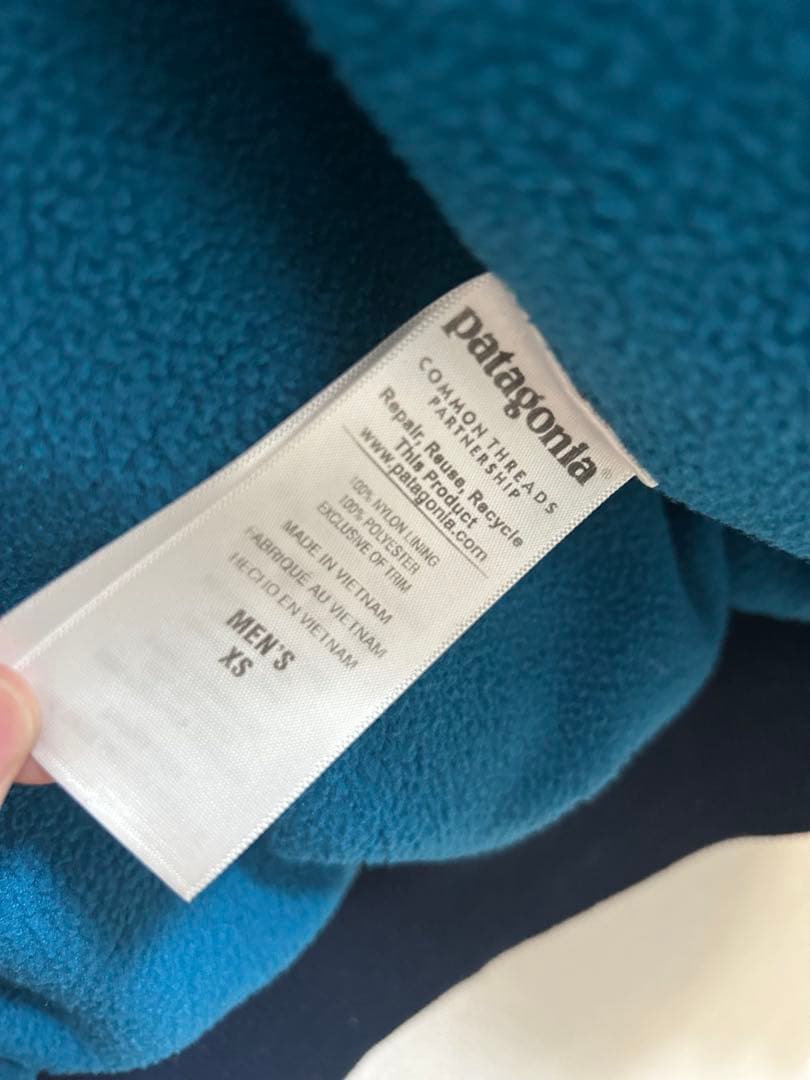 patagonia®
COMMON THREADS
PARTNERSHIP
Repair, Reuse, Recycle
This Product
www.patagonia.com
100% NYLON LINING
100% POLYESTER
EXCLUSIVE OF TRIM
MADE IN VIETNAM
FABRIQUÉ AU VIETNAM
HECHO EN VIETNAM
MEN'S
XS